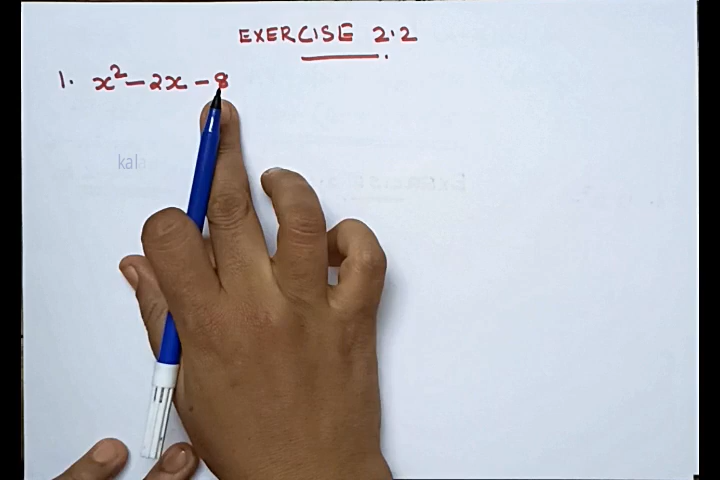 EXERCISE 2.2
1. x² - 2x - 8